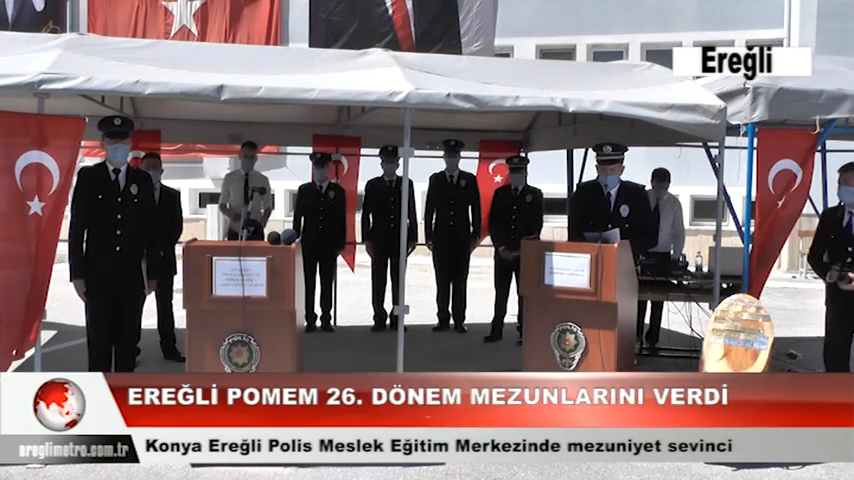 Ereğli
EREĞLİ POMEM 26. DÖNEM MEZUNLARINI VERDİ
Konya Ereğli Polis Meslek Eğitim Merkezinde mezuniyet sevinci
ereglimetro.com.tr